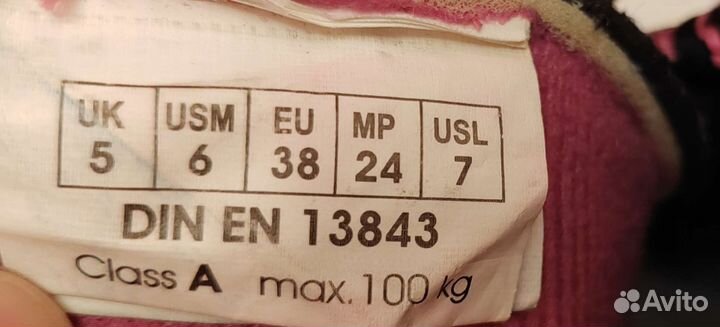 UK USM EU MP USL
5 6 38 24 7
DIN EN 13843
Class A max. 100 kg
Avito